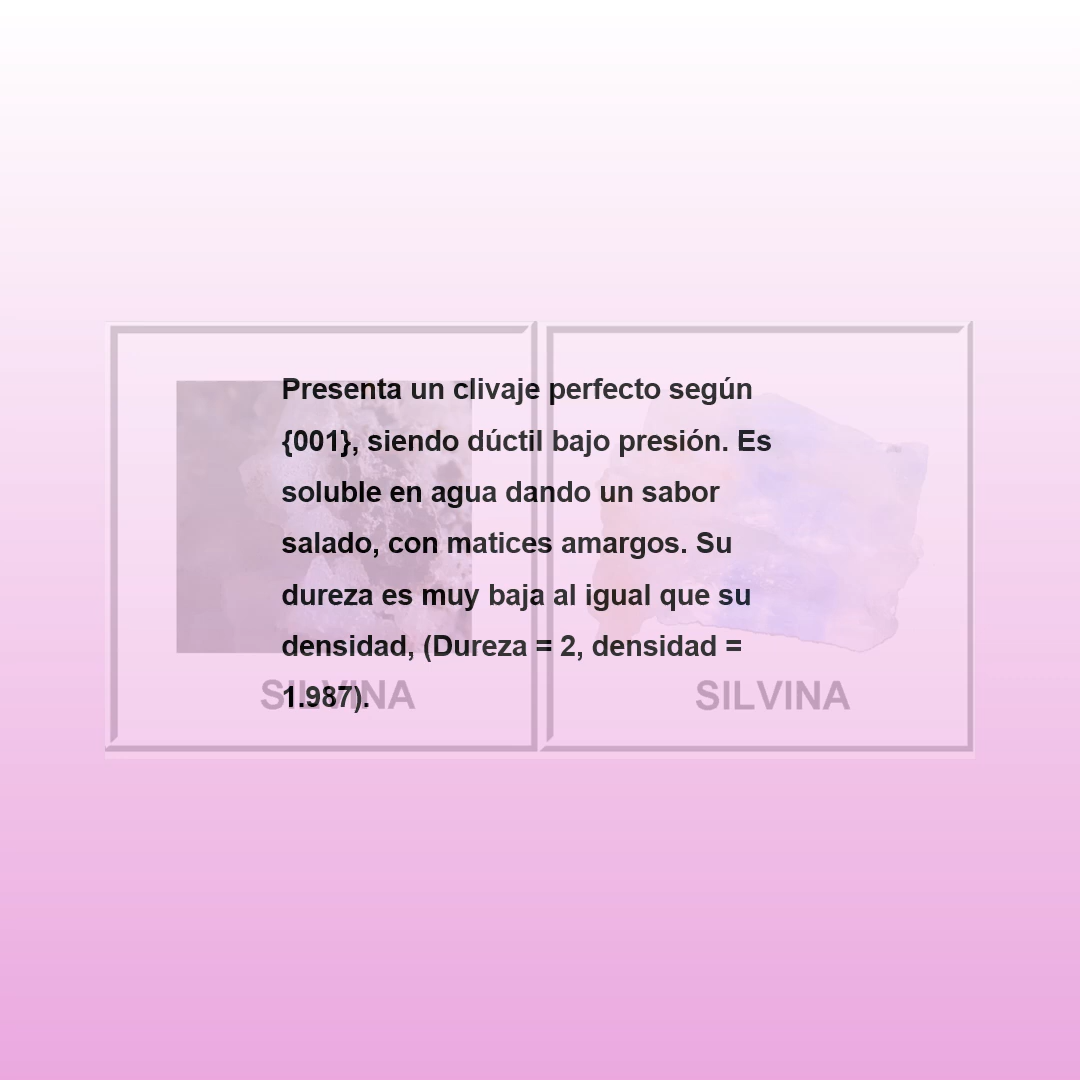 Presenta un clivaje perfecto según
{001}, siendo dúctil bajo presión. Es
soluble en agua dando un sabor
salado, con matices amargos. Su
dureza es muy baja al igual que su
densidad, (Dureza = 2, densidad =
1.987).
SILVINA
SILVINA